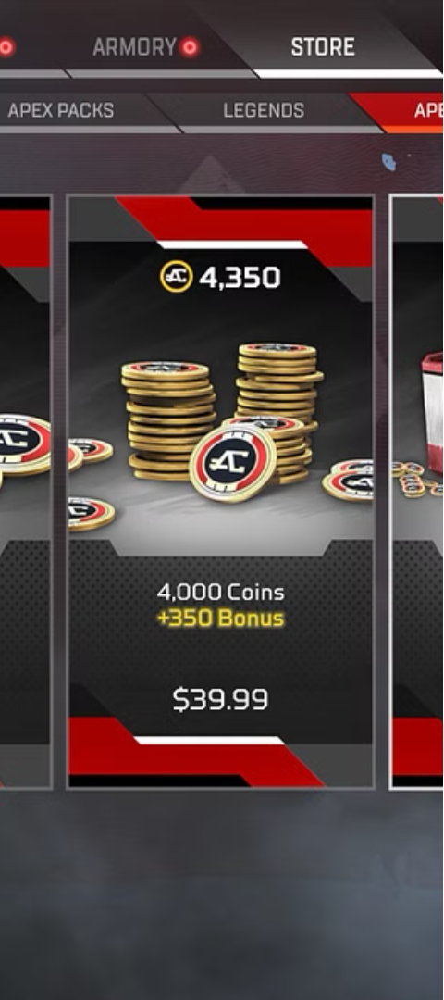 ARMORY
STORE
APEX PACKS
LEGENDS
4,350
4,000 Coins
+350 Bonus
$39.99